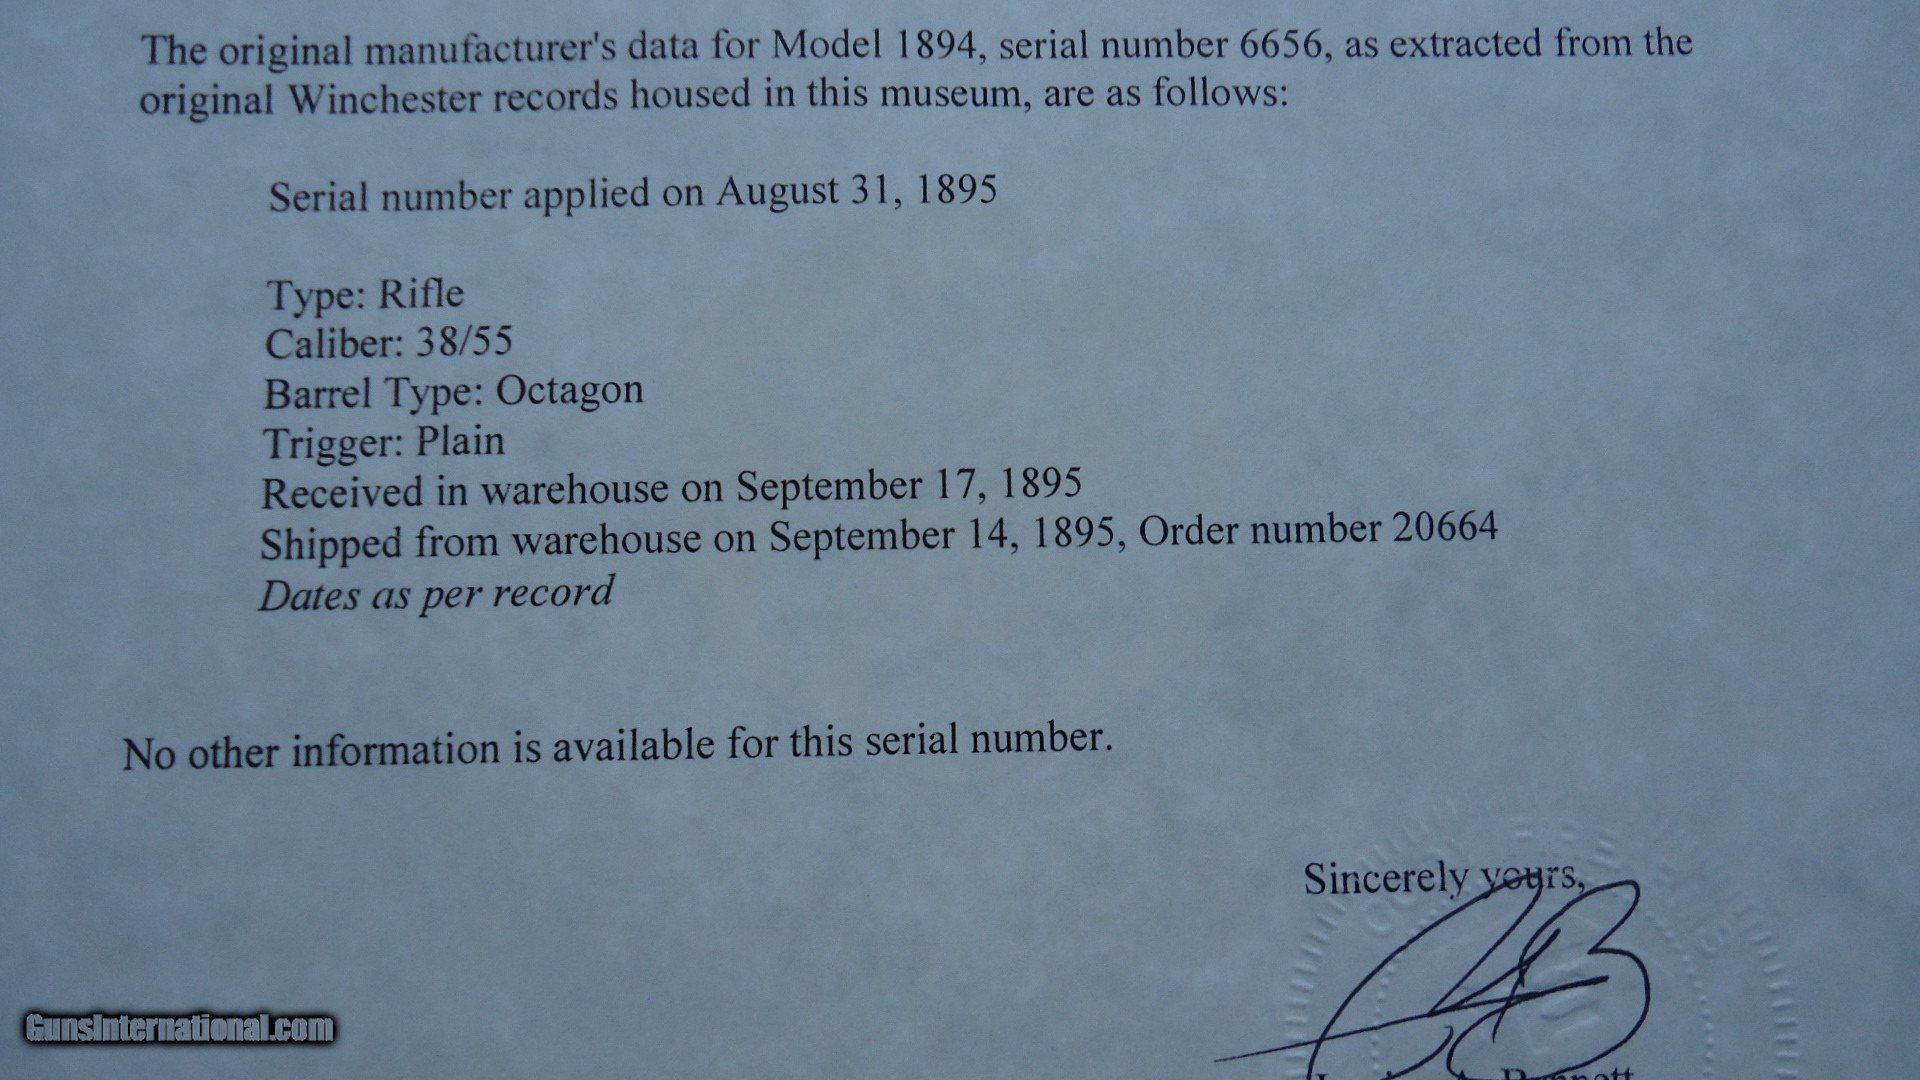 The original manufacturer's data for Model 1894, serial number 6656, as extracted from the
original Winchester records housed in this museum, are as follows:
Serial number applied on August 31, 1895
Type: Rifle
Caliber: 38/55
Barrel Type: Octagon
Trigger: Plain
Received in warehouse on September 17, 1895
Shipped from warehouse on September 14, 1895, Order number 20664
Dates as per record
No other information is available for this serial number.
Sincerely yours,
GunsInternational.com